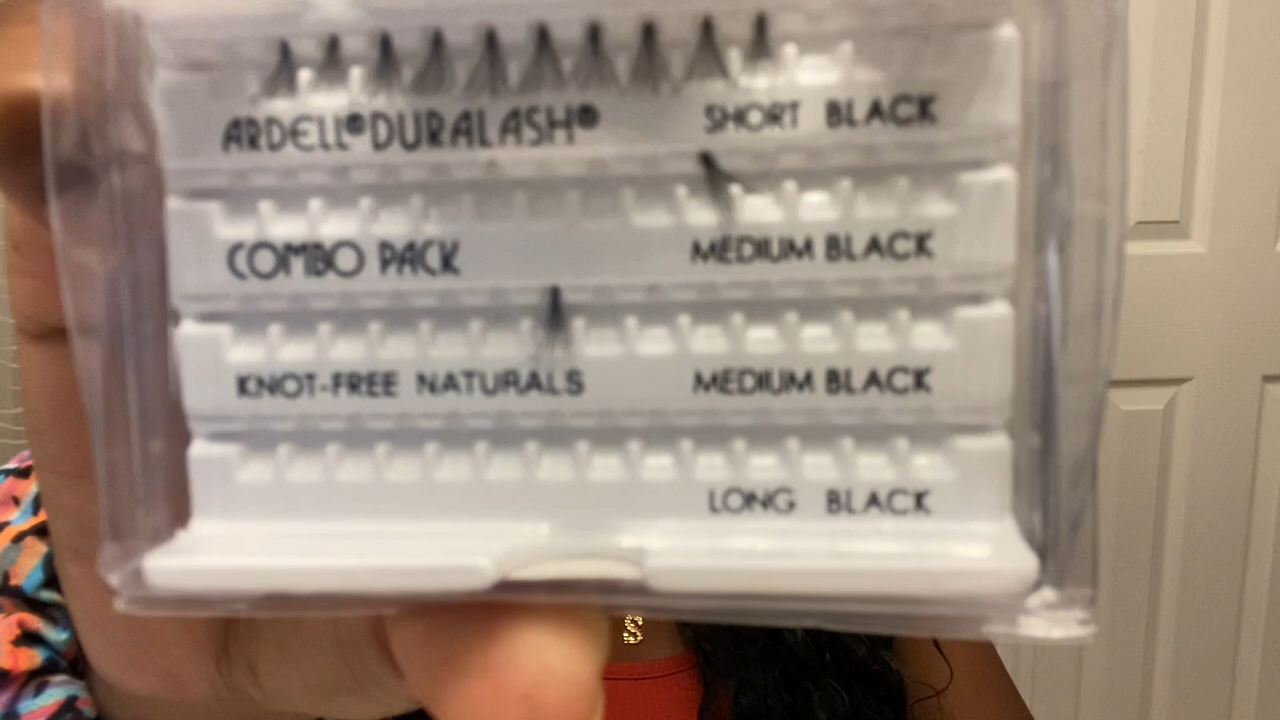 ARDELL®DURALASH® SHORT BLACK
COMBO PACK MEDIUM BLACK
KNOT-FREE NATURALS MEDIUM BLACK
LONG BLACK
S